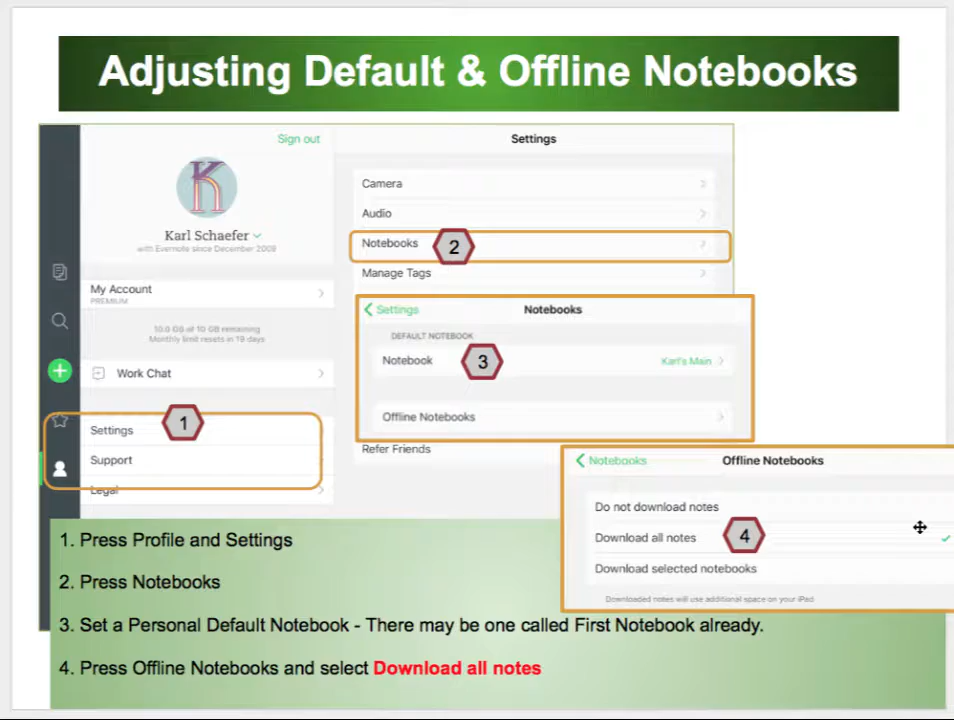 Adjusting Default & Offline Notebooks
Sign out
K
Karl Schaefer
with Evernote since December 2009
My Account
PREMIUM
10.0 GB of 10 GB remaining
Monthly limit resets in 19 days
Work Chat
Settings
1
Support
Legal
Settings
Camera
Audio
Notebooks
2
Manage Tags
Settings
Notebooks
DEFAULT NOTEBOOK
Notebook
3
Karl's Main
Offline Notebooks
Refer Friends
Notebooks
Offline Notebooks
Do not download notes
Download all notes
4
Download selected notebooks
Downloaded notes will use additional space on your iPad
1. Press Profile and Settings
2. Press Notebooks
3. Set a Personal Default Notebook - There may be one called First Notebook already.
4. Press Offline Notebooks and select Download all notes